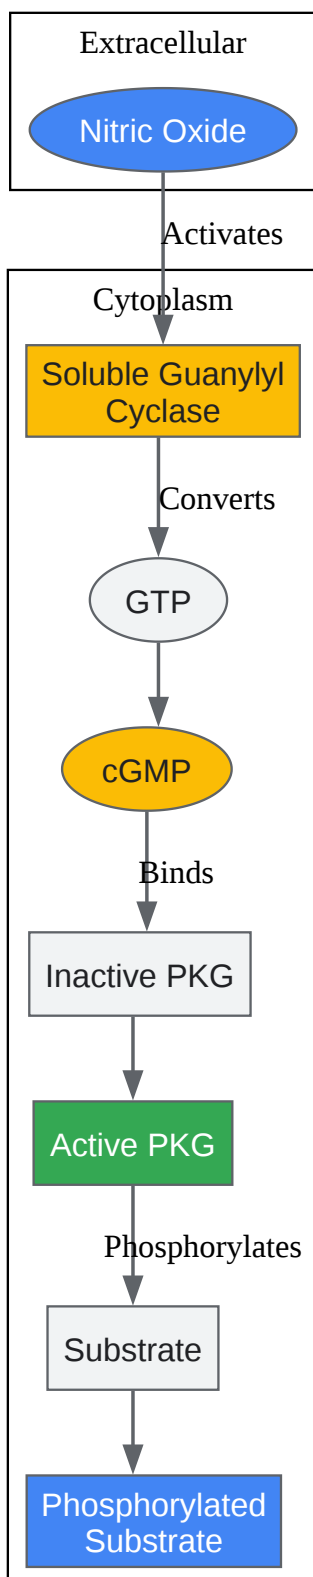 Extracellular
Nitric Oxide
Activates
Cytoplasm
Soluble Guanylyl
Cyclase
Converts
GTP
cGMP
Binds
Inactive PKG
Active PKG
Phosphorylates
Substrate
Phosphorylated
Substrate